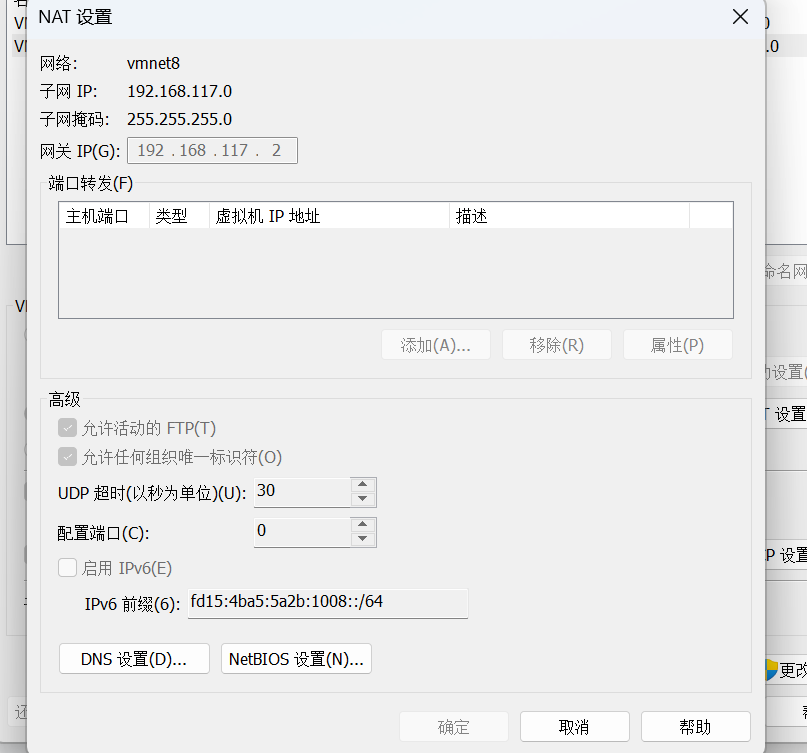 NAT 设置
网络: vmnet8
子网 IP: 192.168.117.0
子网掩码: 255.255.255.0
.0
网关 IP(G): 192 . 168 . 117 . 2
端口转发(F)
主机端口 类型 虚拟机 IP 地址 描述
命名网
添加(A)... 移除(R) 属性(P)
高级
设置
允许活动的 FTP(T)
允许任何组织唯一标识符(O)
UDP 超时(以秒为单位)(U): 30
配置端口(C): 0
启用 IPv6(E)
IPv6 前缀(6): fd15:4ba5:5a2b:1008::/64
DNS 设置(D)... NetBIOS 设置(N)...
更改
确定 取消 帮助